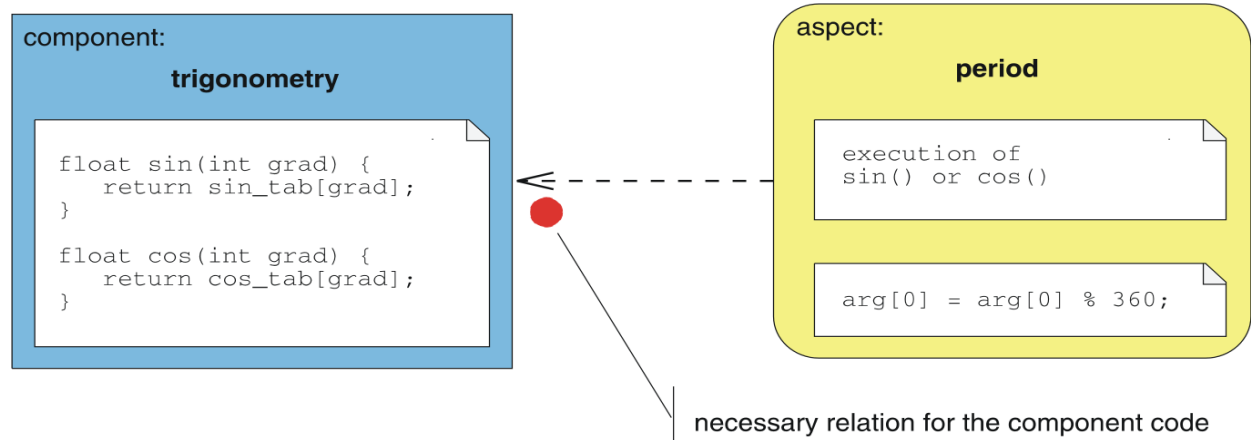 component:
trigonometry
float sin(int grad) {
   return sin_tab[grad];
}
float cos(int grad) {
   return cos_tab[grad];
}
aspect:
period
execution of
sin() or cos()
arg[0] = arg[0] % 360;
necessary relation for the component code